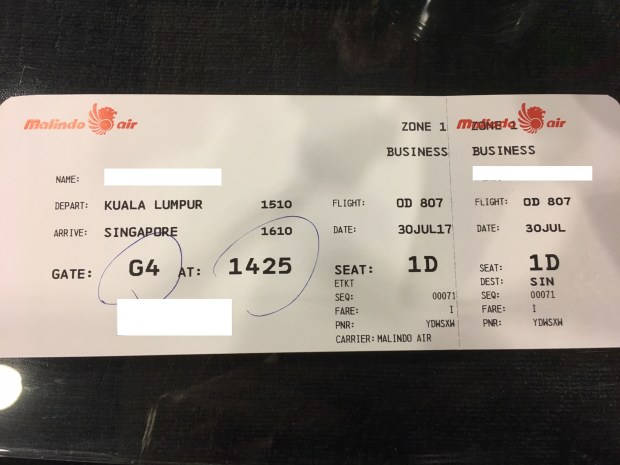 Malindo air
ZONE 1
BUSINESS
NAME:
DEPART: KUALA LUMPUR 1510
ARRIVE: SINGAPORE 1610
GATE: G4 AT: 1425
FLIGHT: OD 807
DATE: 30JUL17
SEAT: 1D
ETKT
SEQ: 00071
FARE: I
PNR: YDWSXW
CARRIER: MALINDO AIR
Malindo air
ZONE 1
BUSINESS
FLIGHT: OD 807
DATE: 30JUL
SEAT: 1D
DEST: SIN
SEQ: 00071
FARE: I
PNR: YDWSXW